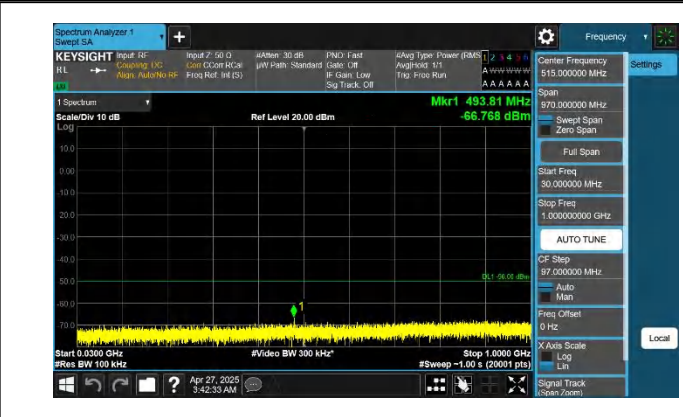 Spectrum Analyzer 1
Swept SA
+
Frequency
KEYSIGHT
RL
Input: RF
Coupling: DC
Align: Auto/No RF
Input Z: 50 Ω
Corr CCorr RCal
Freq Ref: Int (S)
#Atten: 30 dB
µW Path: Standard
PNO: Fast
Gate: Off
IF Gain: Low
Sig Track: Off
#Avg Type: Power (RMS
Avg|Hold: 1/1
Trig: Free Run
1 2 3 4 5 6
A W W W W W
A A A A A A
1 Spectrum
Scale/Div 10 dB
Log
Ref Level 20.00 dBm
Mkr1 493.81 MHz
-66.768 dBm
10.0
0.00
-10.0
-30.0
-40.0
-60.0
-70.0
1
Start 0.0300 GHz
#Res BW 100 kHz
#Video BW 300 kHz*
Stop 1.0000 GHz
#Sweep ~1.00 s (20001 pts)
?
Apr 27, 2025
3:42:33 AM
Center Frequency
515.000000 MHz
Settings
Span
970.000000 MHz
Swept Span
Zero Span
Full Span
Start Freq
30.000000 MHz
Stop Freq
1.000000000 GHz
AUTO TUNE
CF Step
97.000000 MHz
Auto
Man
Freq Offset
0 Hz
X Axis Scale
Log
Lin
Local
Signal Track
(Span Zoom)